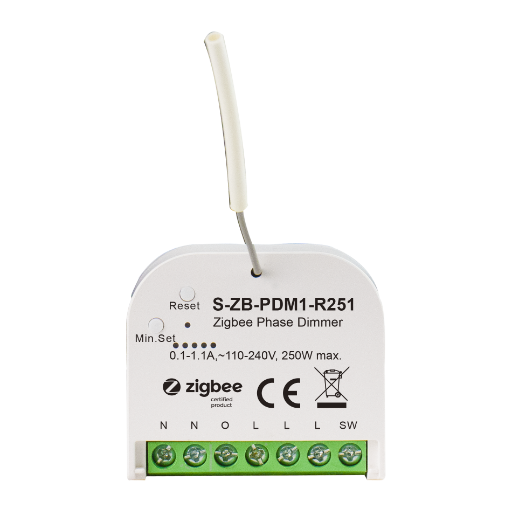 Reset
S-ZB-PDM1-R251
Zigbee Phase Dimmer
Min.Set
0.1-1.1A,~110-240V, 250W max.
zigbee
certified
product
CE
N N O L L L SW